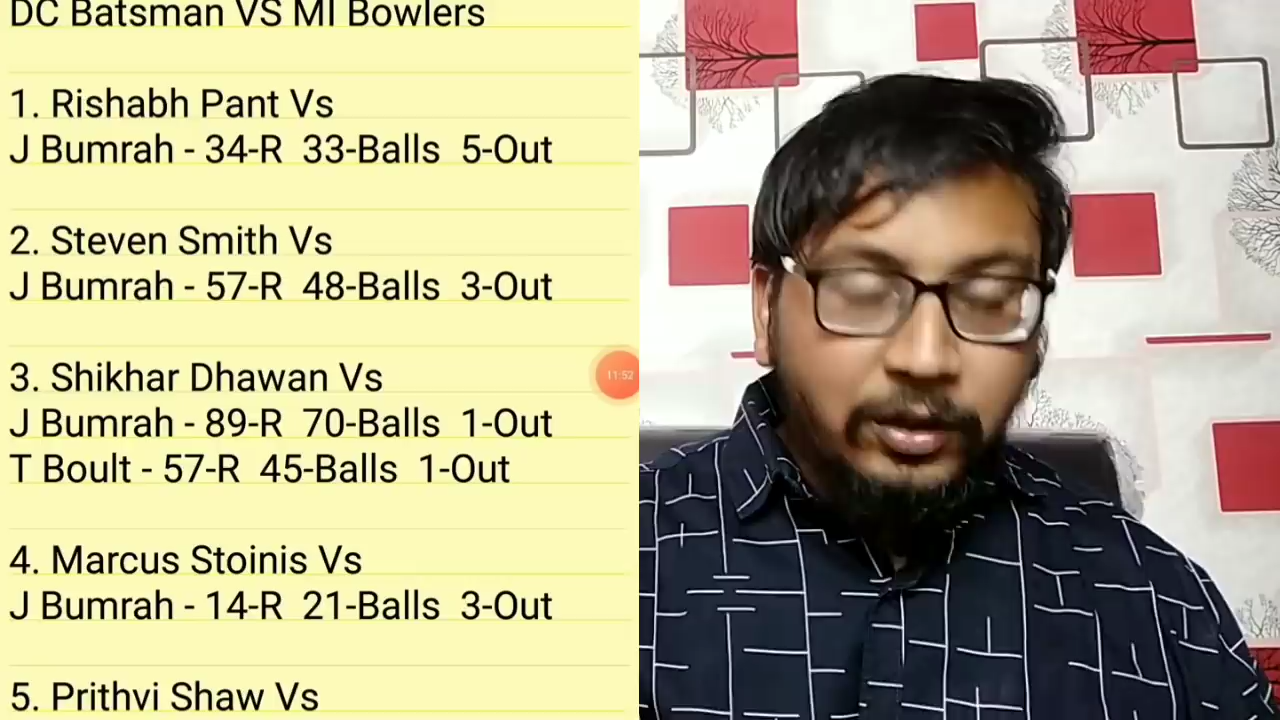 DC Batsman VS MI Bowlers
1. Rishabh Pant Vs
J Bumrah - 34-R 33-Balls 5-Out
2. Steven Smith Vs
J Bumrah - 57-R 48-Balls 3-Out
3. Shikhar Dhawan Vs
11:52
J Bumrah - 89-R 70-Balls 1-Out
T Boult - 57-R 45-Balls 1-Out
4. Marcus Stoinis Vs
J Bumrah - 14-R 21-Balls 3-Out
5. Prithvi Shaw Vs